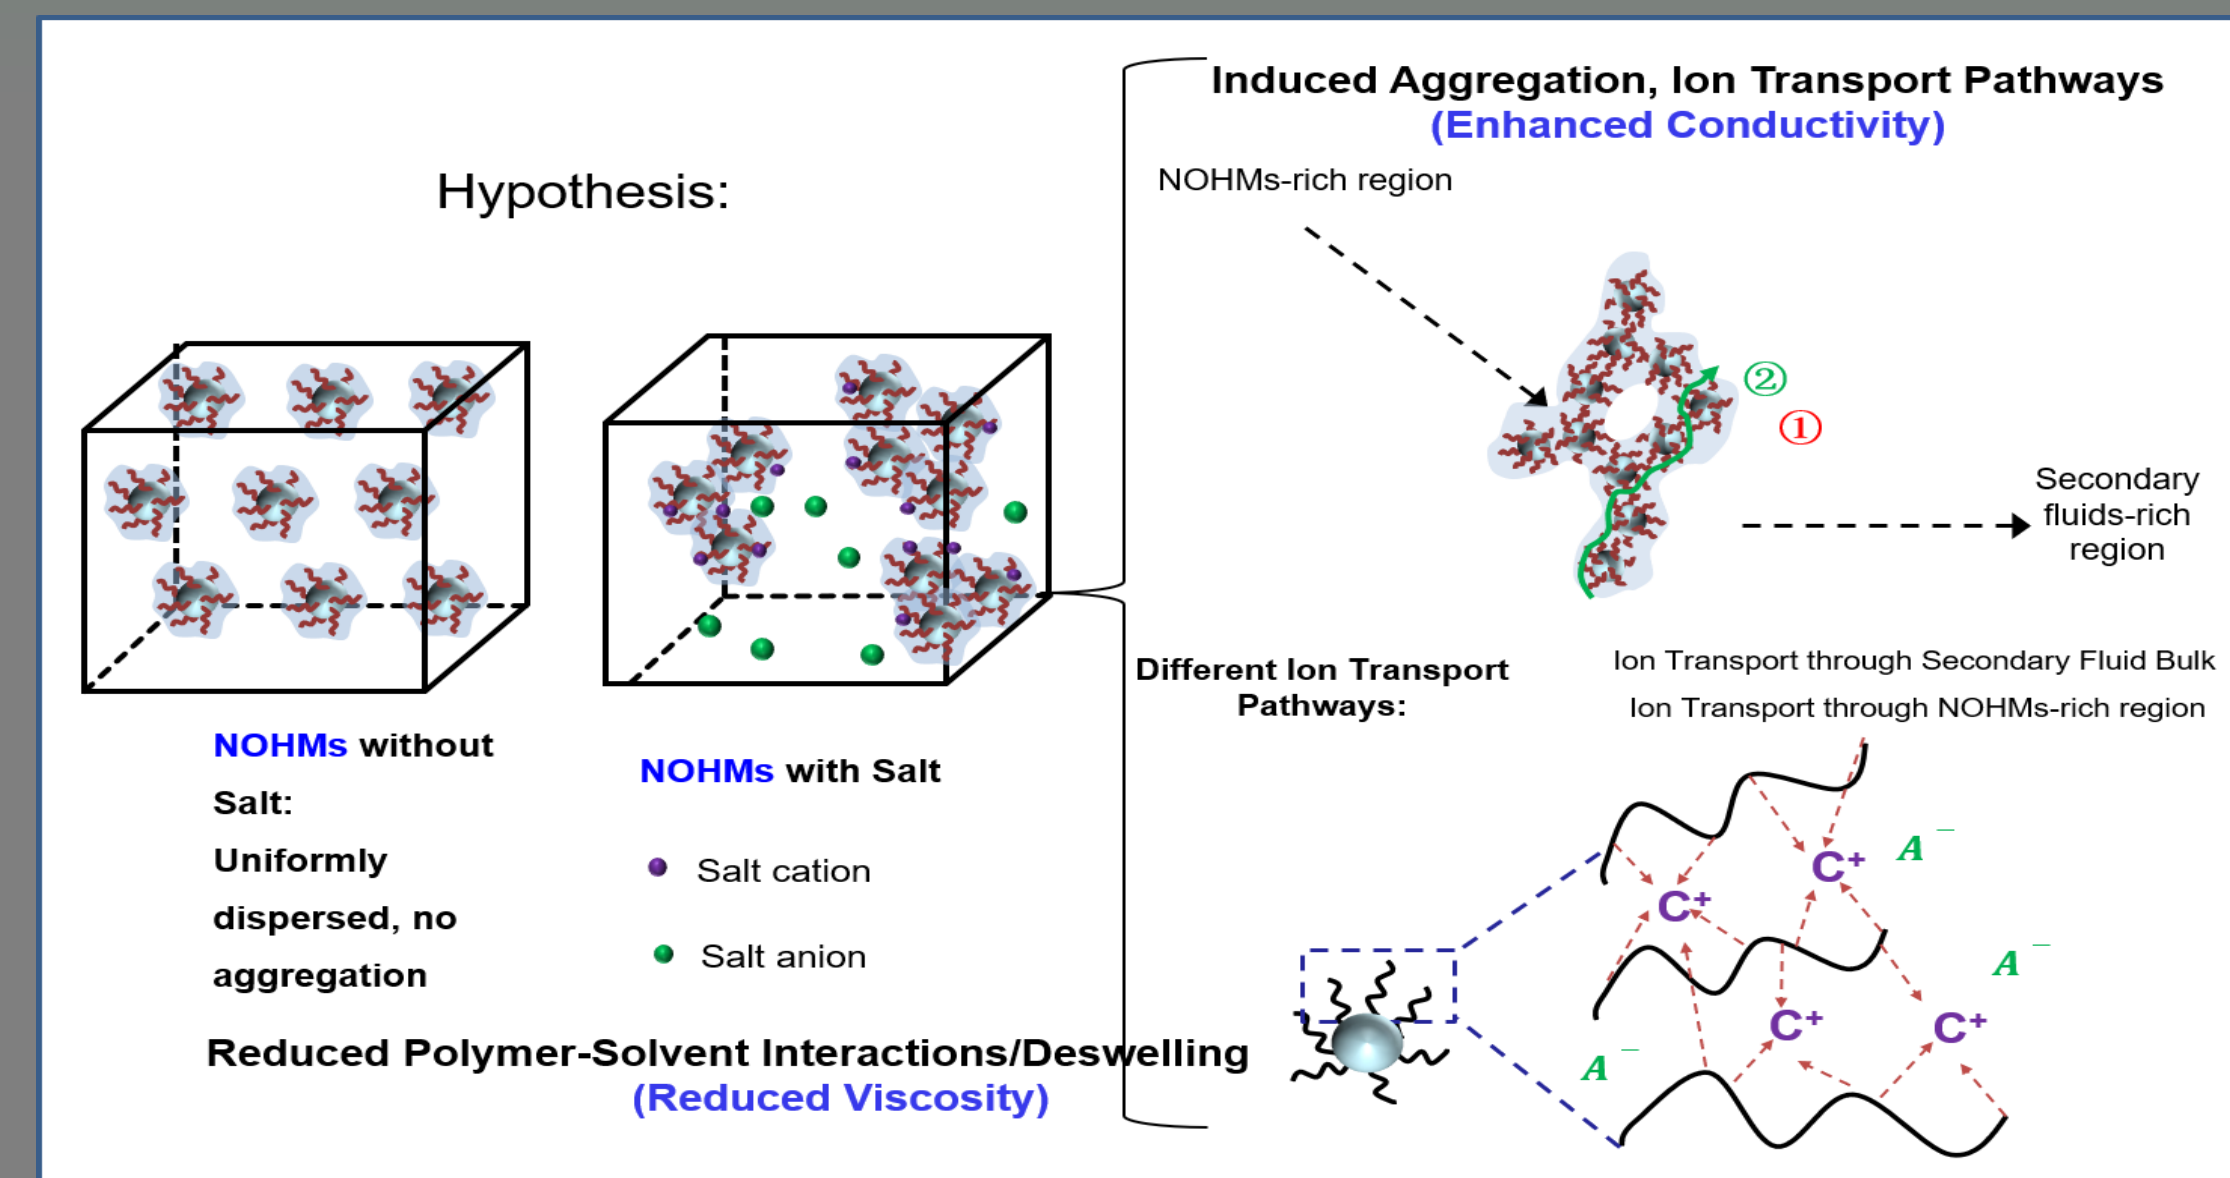 Induced Aggregation, Ion Transport Pathways
(Enhanced Conductivity)
Hypothesis:
NOHMs-rich region
②
①
Secondary
fluids-rich
region
Different Ion Transport
Pathways:
Ion Transport through Secondary Fluid Bulk
Ion Transport through NOHMs-rich region
NOHMs without
Salt:
Uniformly
dispersed, no
aggregation
NOHMs with Salt
Salt cation
Salt anion
Reduced Polymer-Solvent Interactions/Deswelling
(Reduced Viscosity)
C⁺ A⁻
C⁺
A⁻
C⁺ C⁺
A⁻